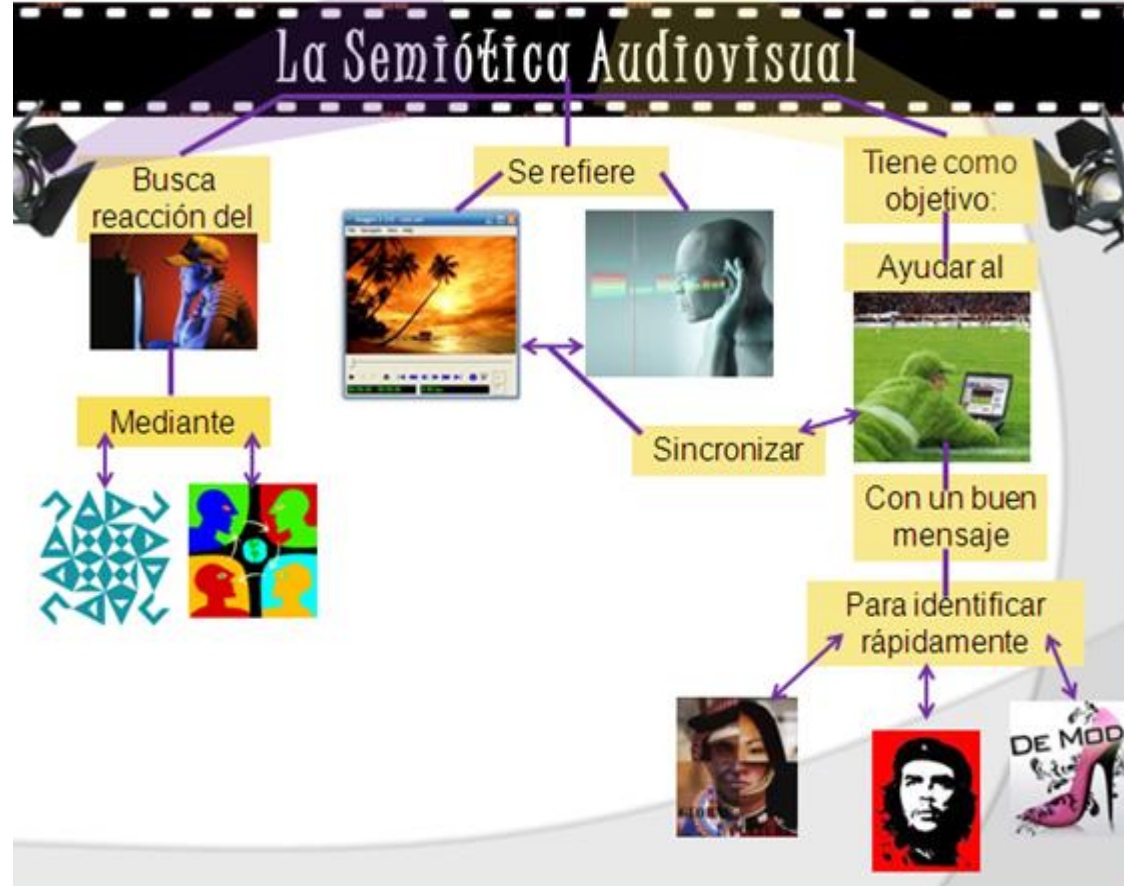 La Semiótica Audiovisual
Busca
reacción del
Mediante
Se refiere
Sincronizar
Tiene como
objetivo:
Ayudar al
Con un buen
mensaje
Para identificar
rápidamente
DE MOD